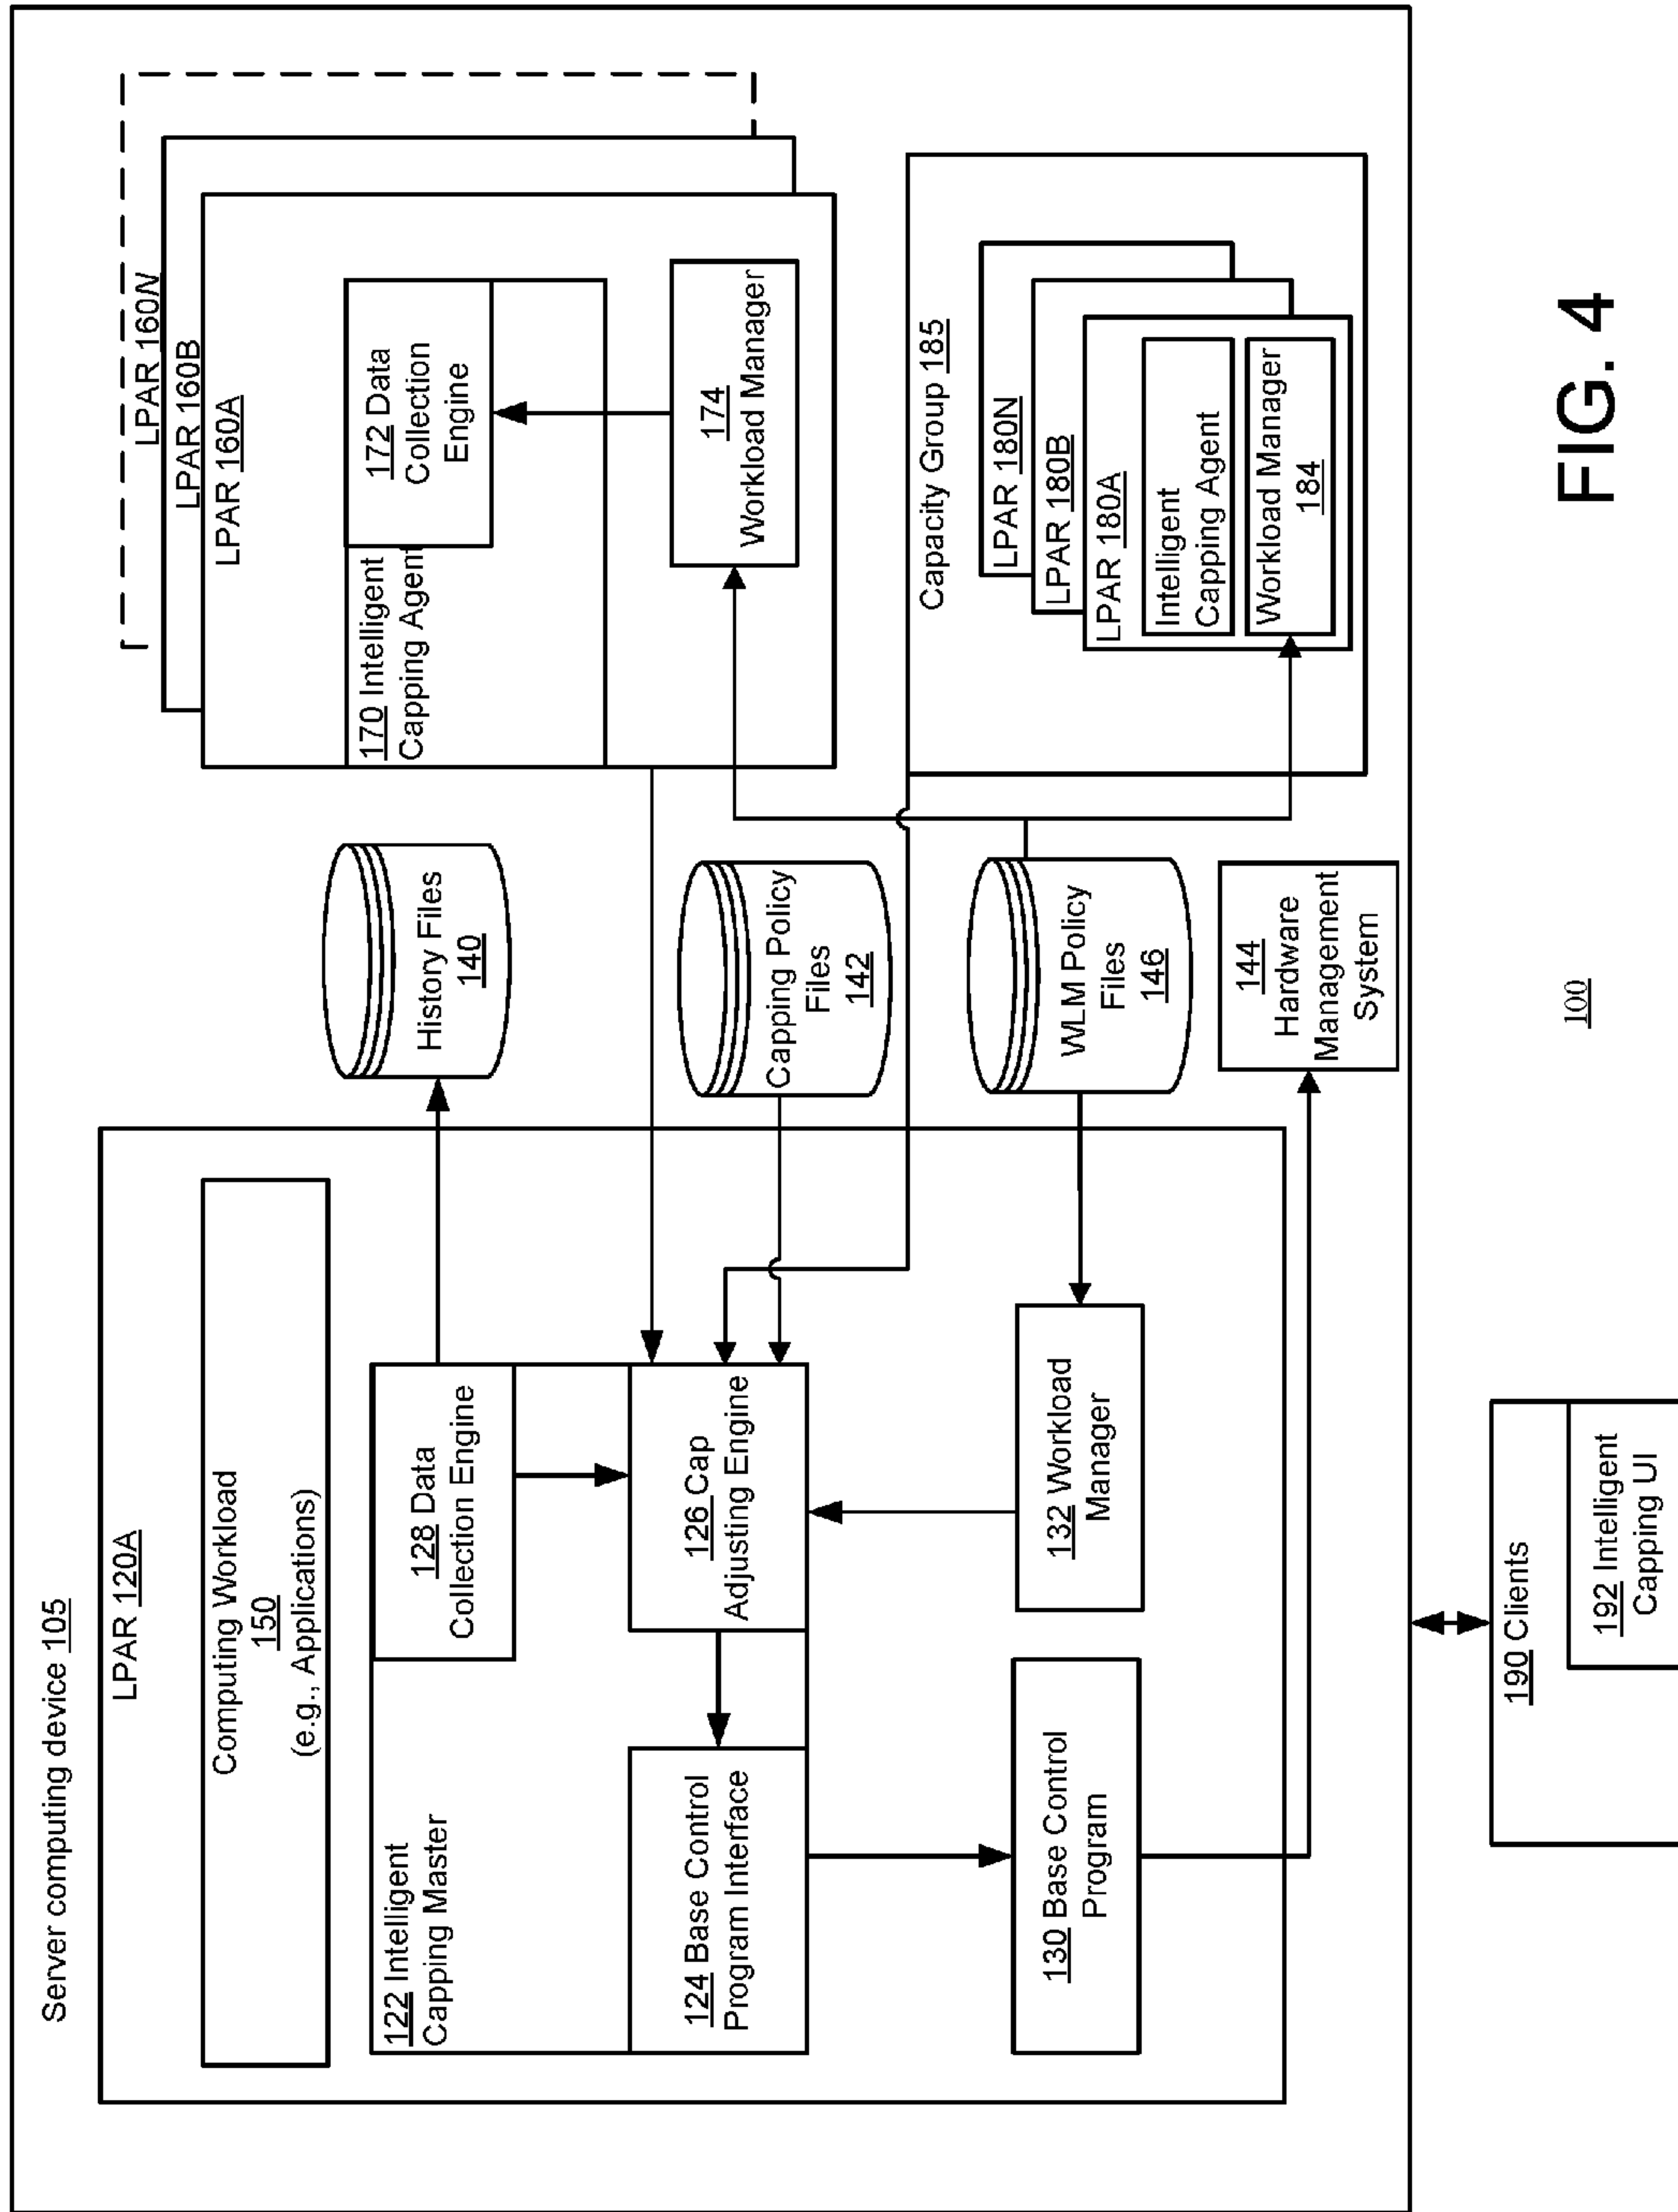 Server computing device 105
LPAR 120A
Computing Workload
150
(e.g., Applications)
122 Intelligent
Capping Master
128 Data
Collection Engine
124 Base Control
Program Interface
126 Cap
Adjusting Engine
130 Base Control
Program
132 Workload
Manager
History Files
140
Capping Policy
Files
142
WLM Policy
Files
146
144
Hardware
Management
System
LPAR 160N
LPAR 160B
LPAR 160A
170 Intelligent
Capping Agent
172 Data
Collection
Engine
174
Workload Manager
Capacity Group 185
LPAR 180N
LPAR 180B
LPAR 180A
Intelligent
Capping Agent
Workload Manager
184
190 Clients
192 Intelligent
Capping UI
100
FIG. 4